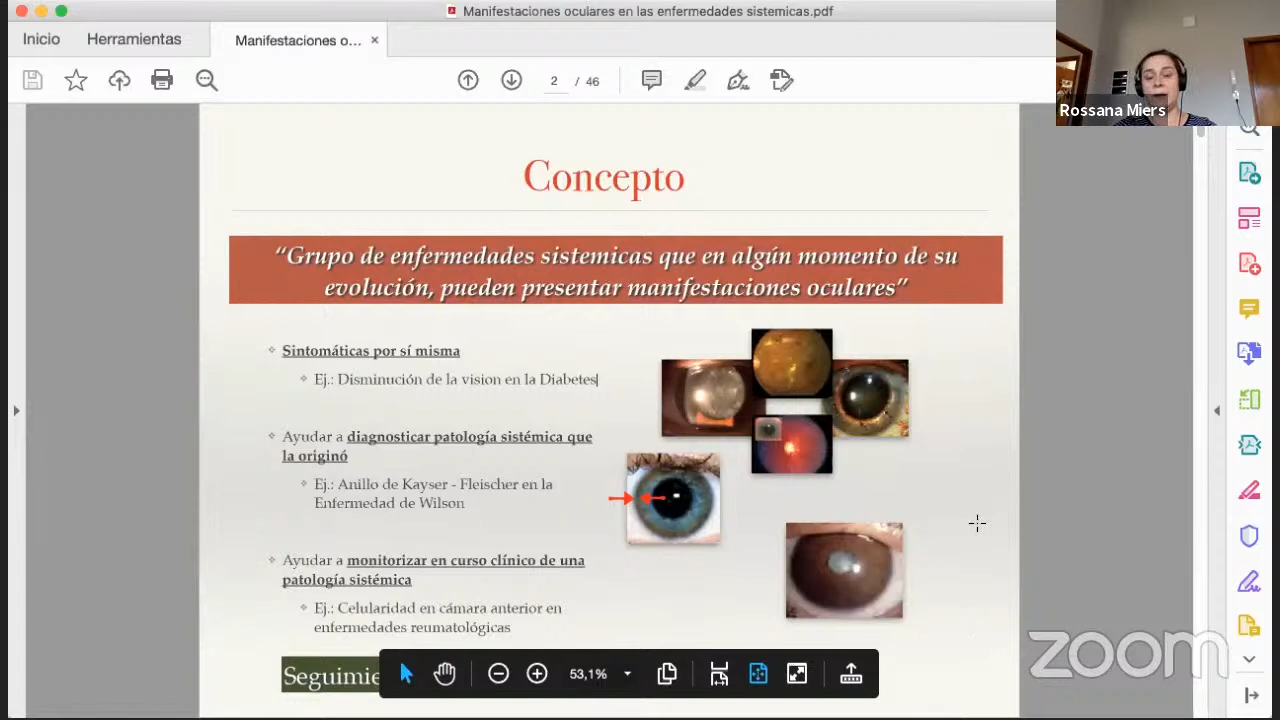 Manifestaciones oculares en las enfermedades sistemicas.pdf
Inicio
Herramientas
Manifestaciones o...
2 / 46
Rossana Miers
Concepto
“Grupo de enfermedades sistemicas que en algún momento de su
evolución, pueden presentar manifestaciones oculares”
Sintomáticas por sí misma
Ej.: Disminución de la vision en la Diabetes
Ayudar a diagnosticar patología sistémica que
la originó
Ej.: Anillo de Kayser - Fleischer en la
Enfermedad de Wilson
Ayudar a monitorizar en curso clínico de una
patología sistémica
Ej.: Celularidad en cámara anterior en
enfermedades reumatológicas
Seguimie
53,1%
zoom